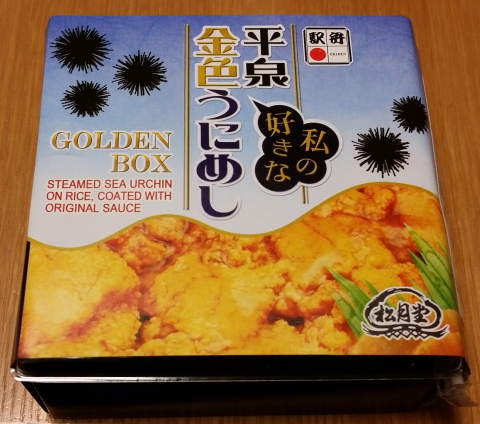 平泉
金色うにめし
私の
好きな
駅弁
EKIBEN
GOLDEN
BOX
STEAMED SEA URCHIN
ON RICE, COATED WITH
ORIGINAL SAUCE
松月堂